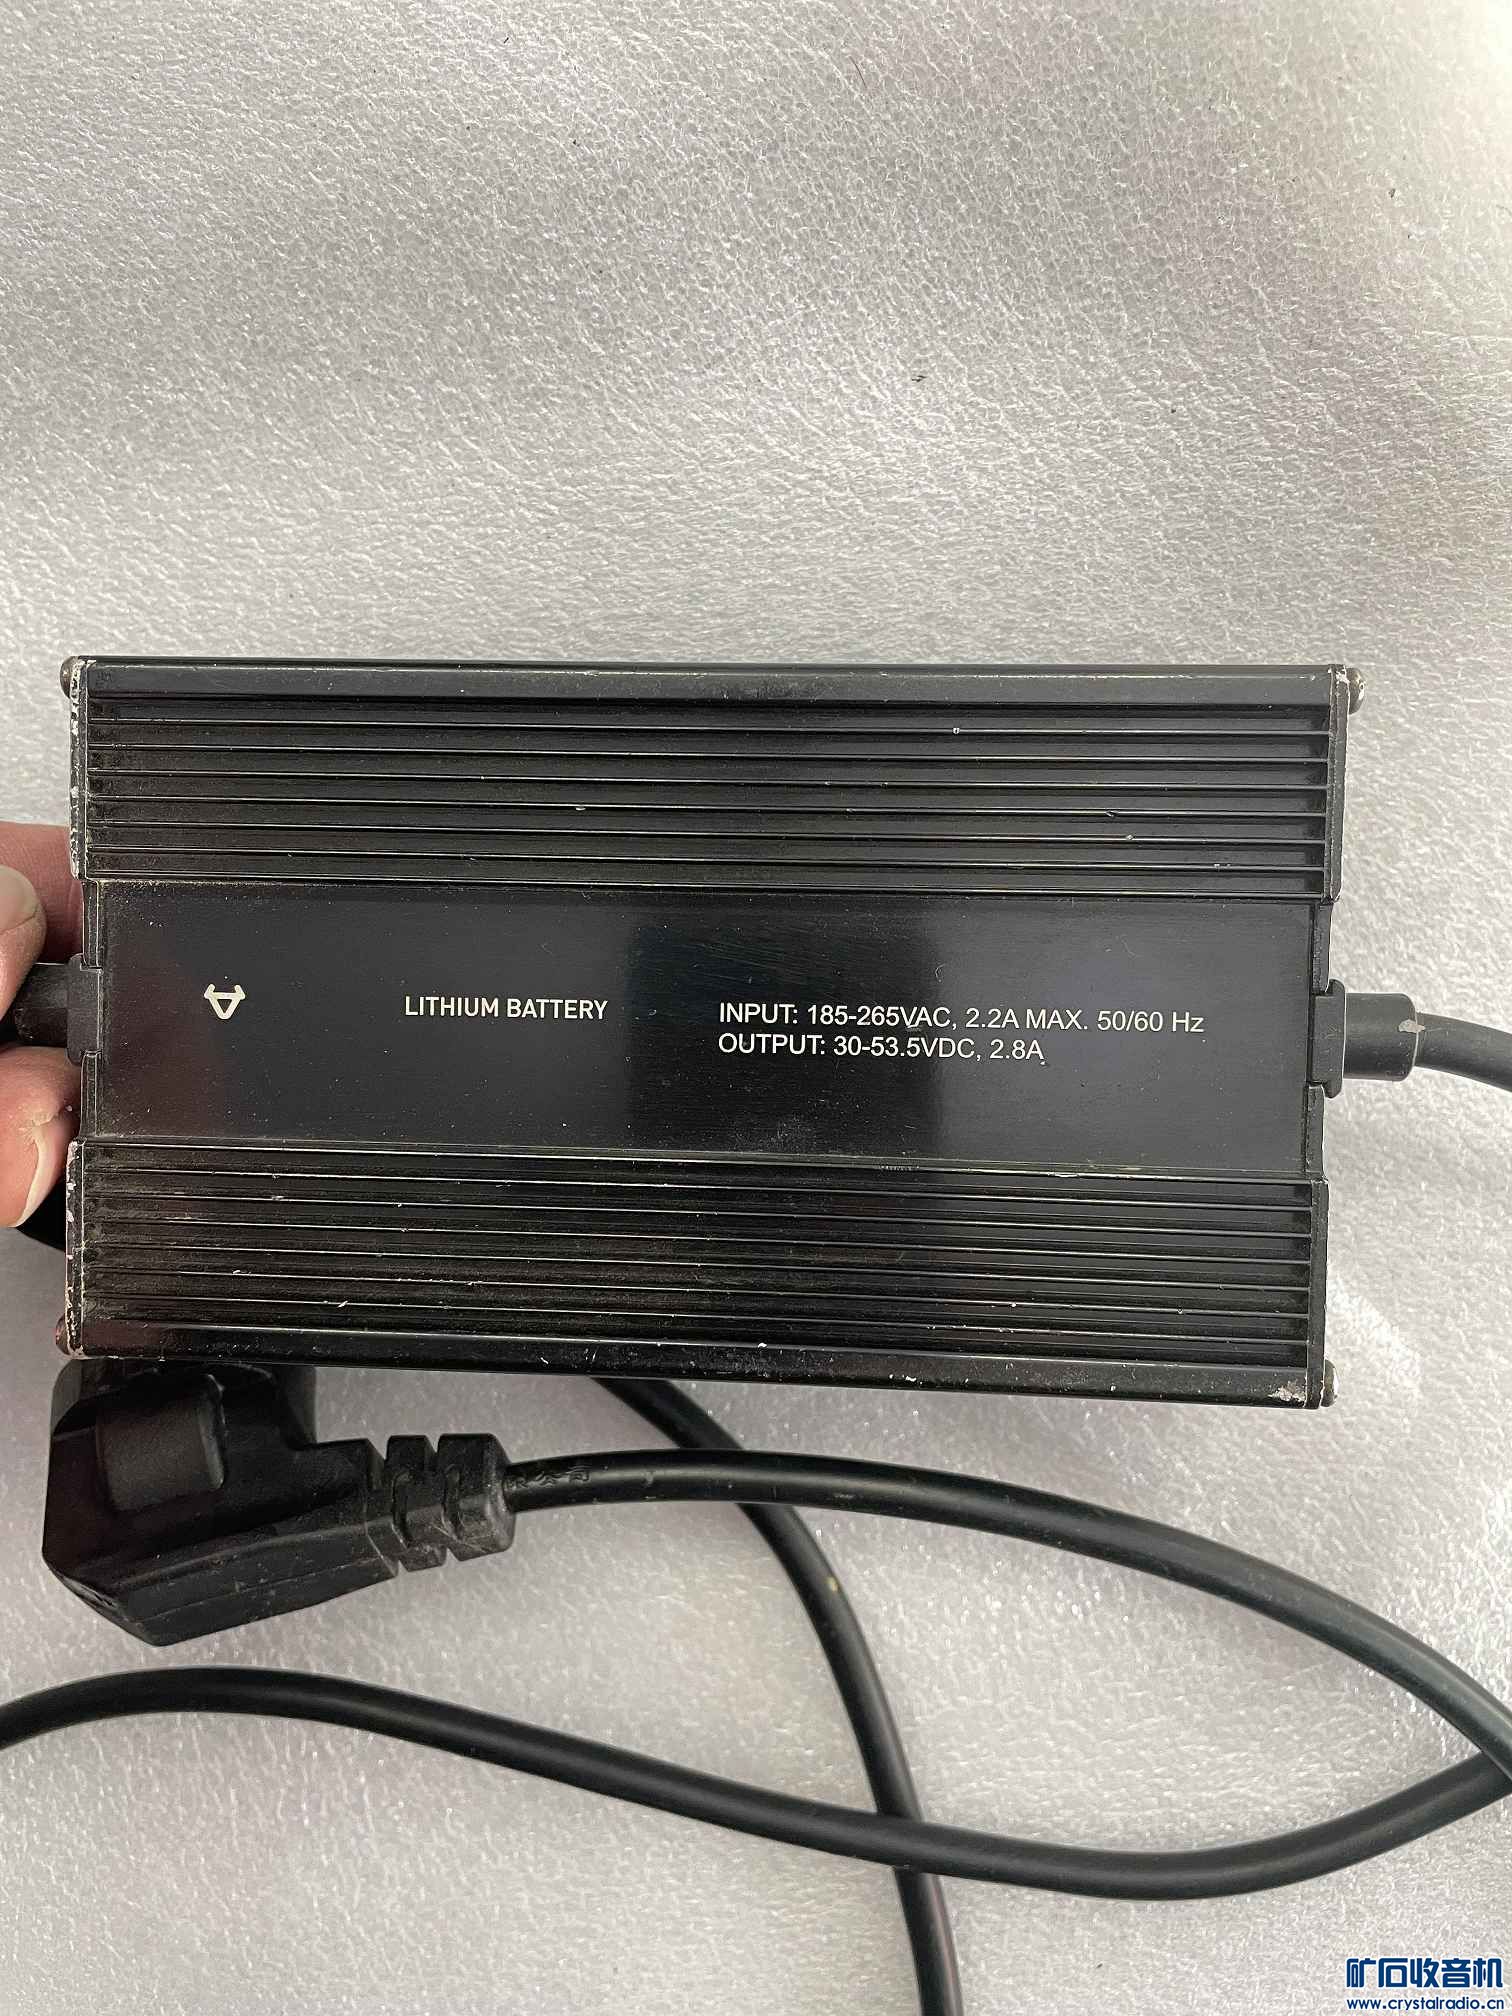 LITHIUM BATTERY
INPUT: 185-265VAC, 2.2A MAX. 50/60 Hz
OUTPUT: 30-53.5VDC, 2.8A
矿石收音机
www.crystalradio.cn